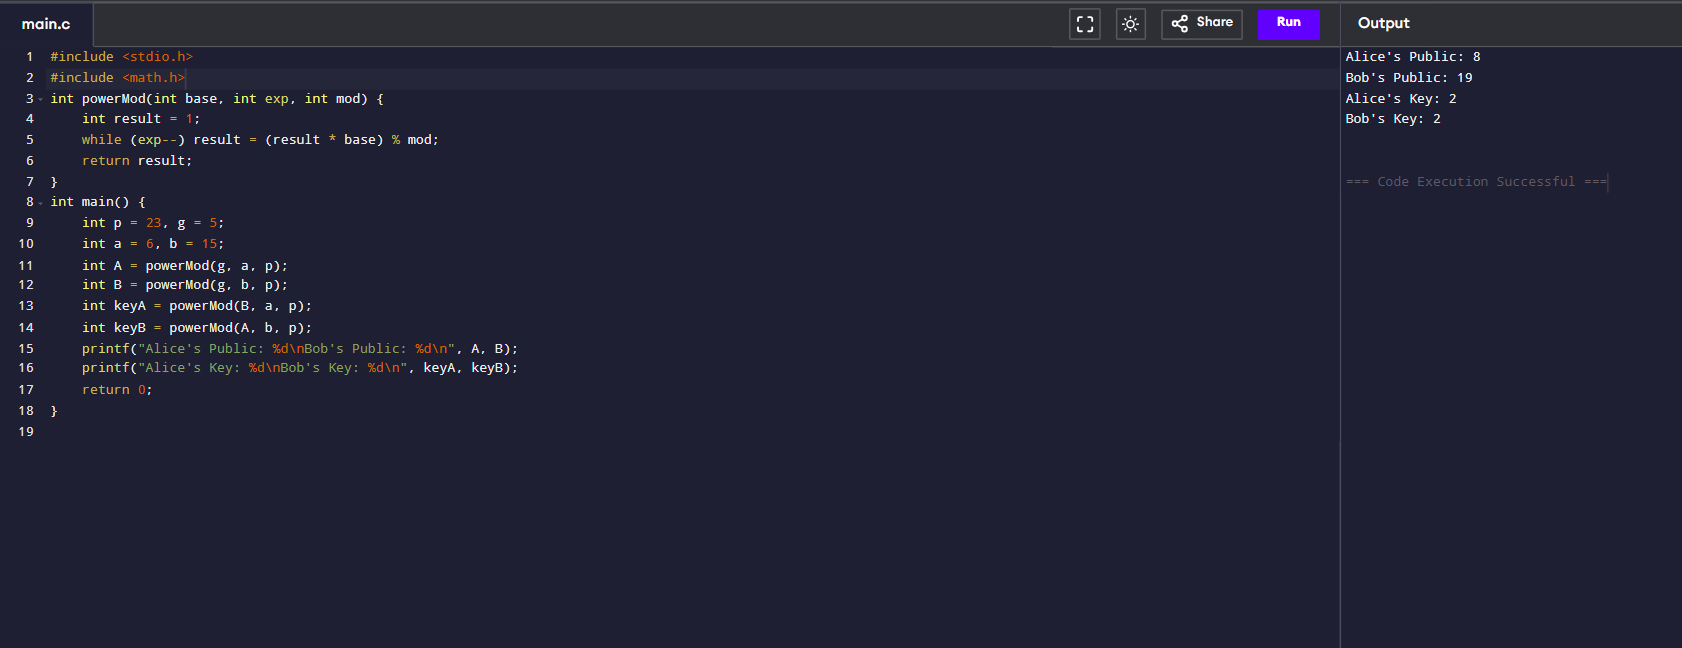 main.c
Share
Run
Output
1 #include <stdio.h>
2 #include <math.h>
3 int powerMod(int base, int exp, int mod) {
4     int result = 1;
5     while (exp--) result = (result * base) % mod;
6     return result;
7 }
8 int main() {
9     int p = 23, g = 5;
10     int a = 6, b = 15;
11     int A = powerMod(g, a, p);
12     int B = powerMod(g, b, p);
13     int keyA = powerMod(B, a, p);
14     int keyB = powerMod(A, b, p);
15     printf("Alice's Public: %d\nBob's Public: %d\n", A, B);
16     printf("Alice's Key: %d\nBob's Key: %d\n", keyA, keyB);
17     return 0;
18 }
19
Alice's Public: 8
Bob's Public: 19
Alice's Key: 2
Bob's Key: 2
=== Code Execution Successful ===